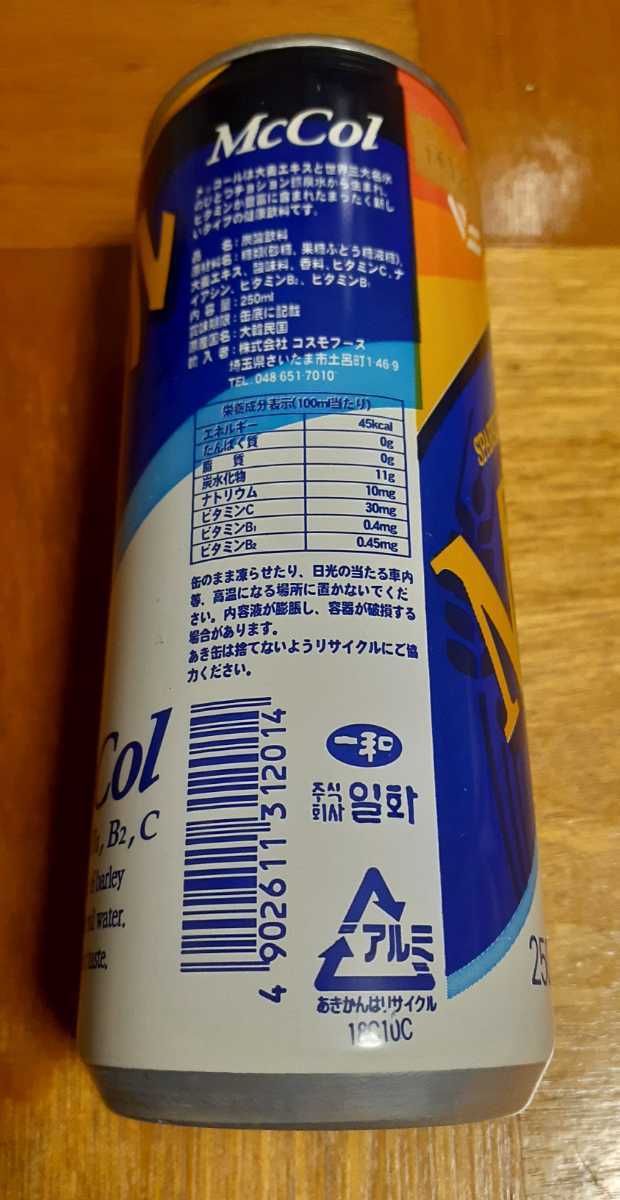 McCol
メッコールは大麦エキスと世界三大名水
のひとつチョジョン鉱泉水から生まれ、
ビタミンが豊富に含まれたまったく新し
いタイプの健康飲料です。
品名:炭酸飲料
原材料名:糖類(砂糖、果糖ぶどう糖液糖)、
大麦エキス、酸味料、香料、ビタミンC、ナ
イアシン、ビタミンB₂、ビタミンB₁
内容量:250ml
賞味期限:缶底に記載
原産国名:大韓民国
輸入者:株式会社 コスモフーズ
埼玉県さいたま市土呂町1-46-9
TEL. 048-651-7010
栄養成分表示(100ml当たり)
エネルギー 45kcal
たんぱく質 0g
脂質 0g
炭水化物 11g
ナトリウム 10mg
ビタミンC 30mg
ビタミンB₁ 0.4mg
ビタミンB₂ 0.45mg
缶のまま凍らせたり、日光の当たる車内
等、高温になる場所に置かないでくだ
さい。内容液が膨脹し、容器が破損する
場合があります。
あき缶は捨てないようリサイクルにご協
力ください。
Col
, B₂, C
barley
water.
taste.
4 902611 312014
一和
주식
회사 일화
アルミ
あきかんはリサイクル
N
25